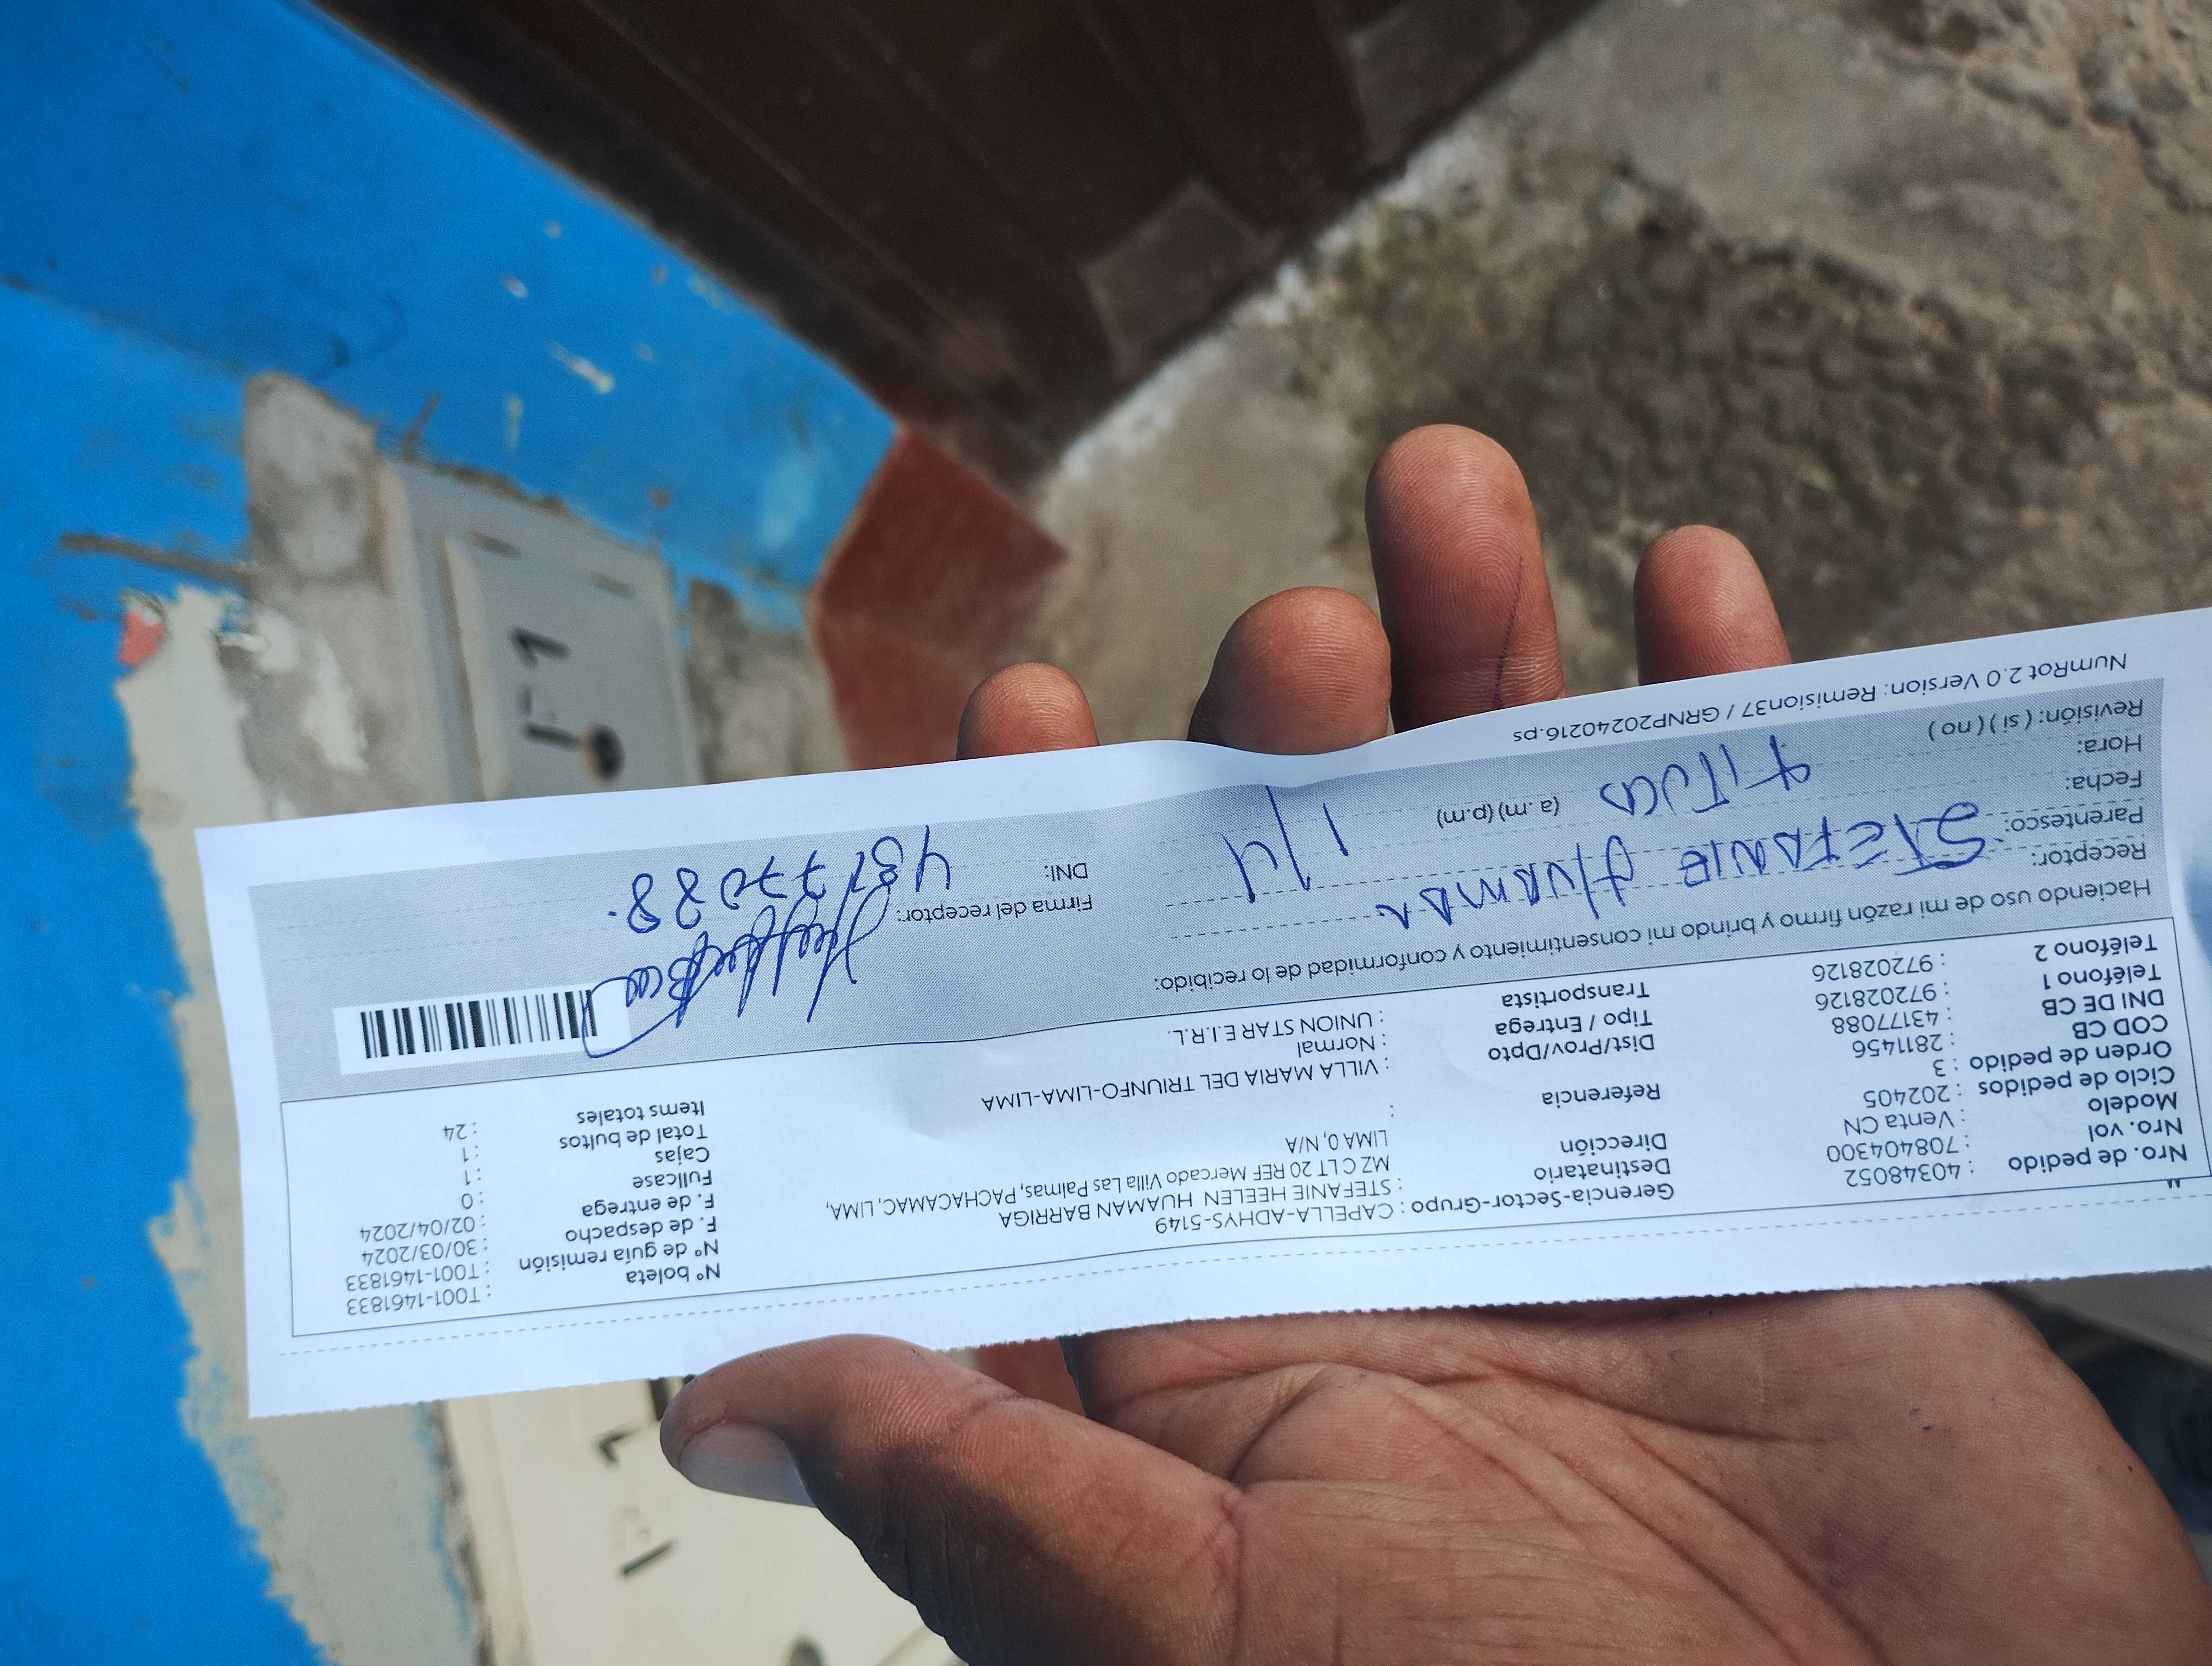 Nº boleta : T001-1461833
Nº de guía remisión : T001-1461833
F. de despacho : 30/03/2024
F. de entrega : 02/04/2024
Fullcase : 0
Cajas : 1
Total de bultos : 1
Items totales : 24
Gerencia-Sector-Grupo : CAPELLA-ADHYS-5149
Destinatario : STEFANIE HEELEN HUAMAN BARRIGA
Dirección : MZ C LT 20 REF Mercado Villa Las Palmas, PACHACAMAC, LIMA,
LIMA 0, N/A
Referencia :
Dist/Prov/Dpto : VILLA MARIA DEL TRIUNFO-LIMA-LIMA
Tipo / Entrega : Normal
Transportista : UNION STAR E.I.R.L.
Nro. de pedido : 40348052
Nro. vol : 708404300
Modelo : Venta CN
Ciclo de pedidos : 202405
Orden de pedido : 3
COD CB : 2811456
DNI DE CB : 43177088
Teléfono 1 : 972028126
Teléfono 2 : 972028126
Haciendo uso de mi razón firmo y brindo mi consentimiento y conformidad de lo recibido:
Receptor: STEFANIE HUAMAN
Parentesco:
Fecha: 1/4
Hora: (a. m) (p.m)
Revisión: ( si ) ( no )
Firma del receptor:
DNI: 43177088
NumRot 2.0 Version: Remision37 / GRNP20240216.ps